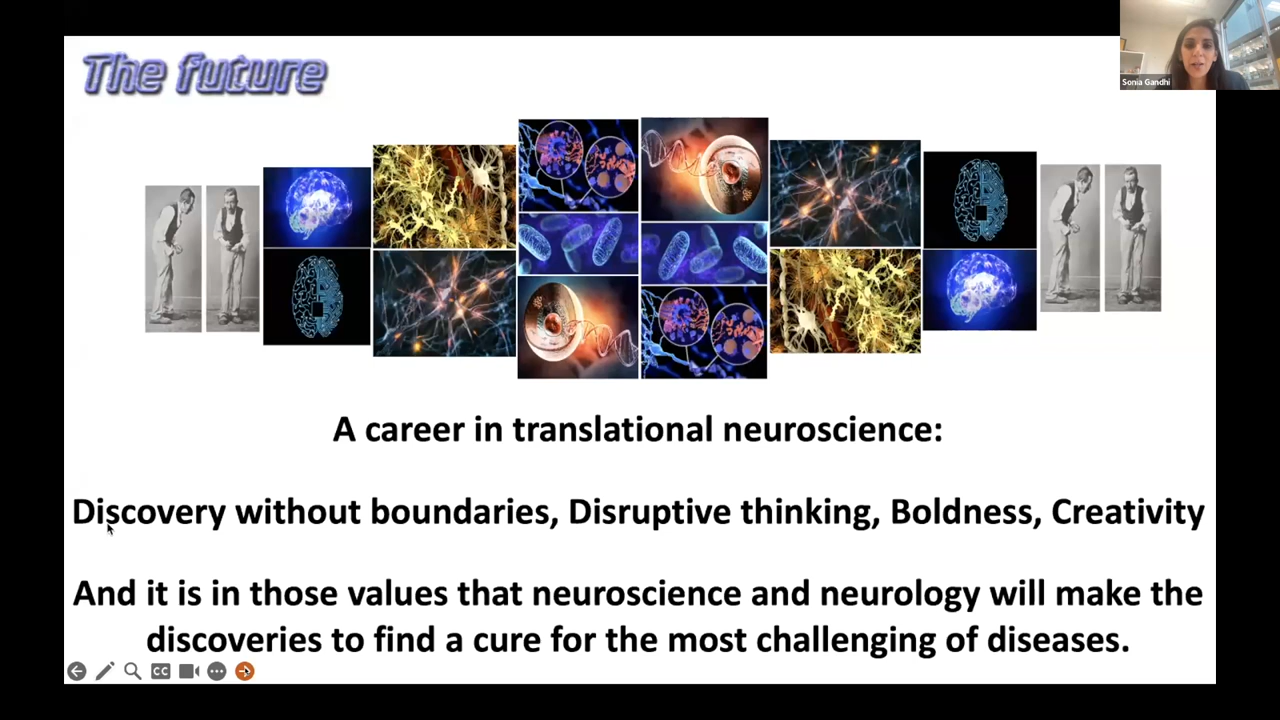 The future
Sonia Gandhi
A career in translational neuroscience:
Discovery without boundaries, Disruptive thinking, Boldness, Creativity
And it is in those values that neuroscience and neurology will make the
discoveries to find a cure for the most challenging of diseases.
CC